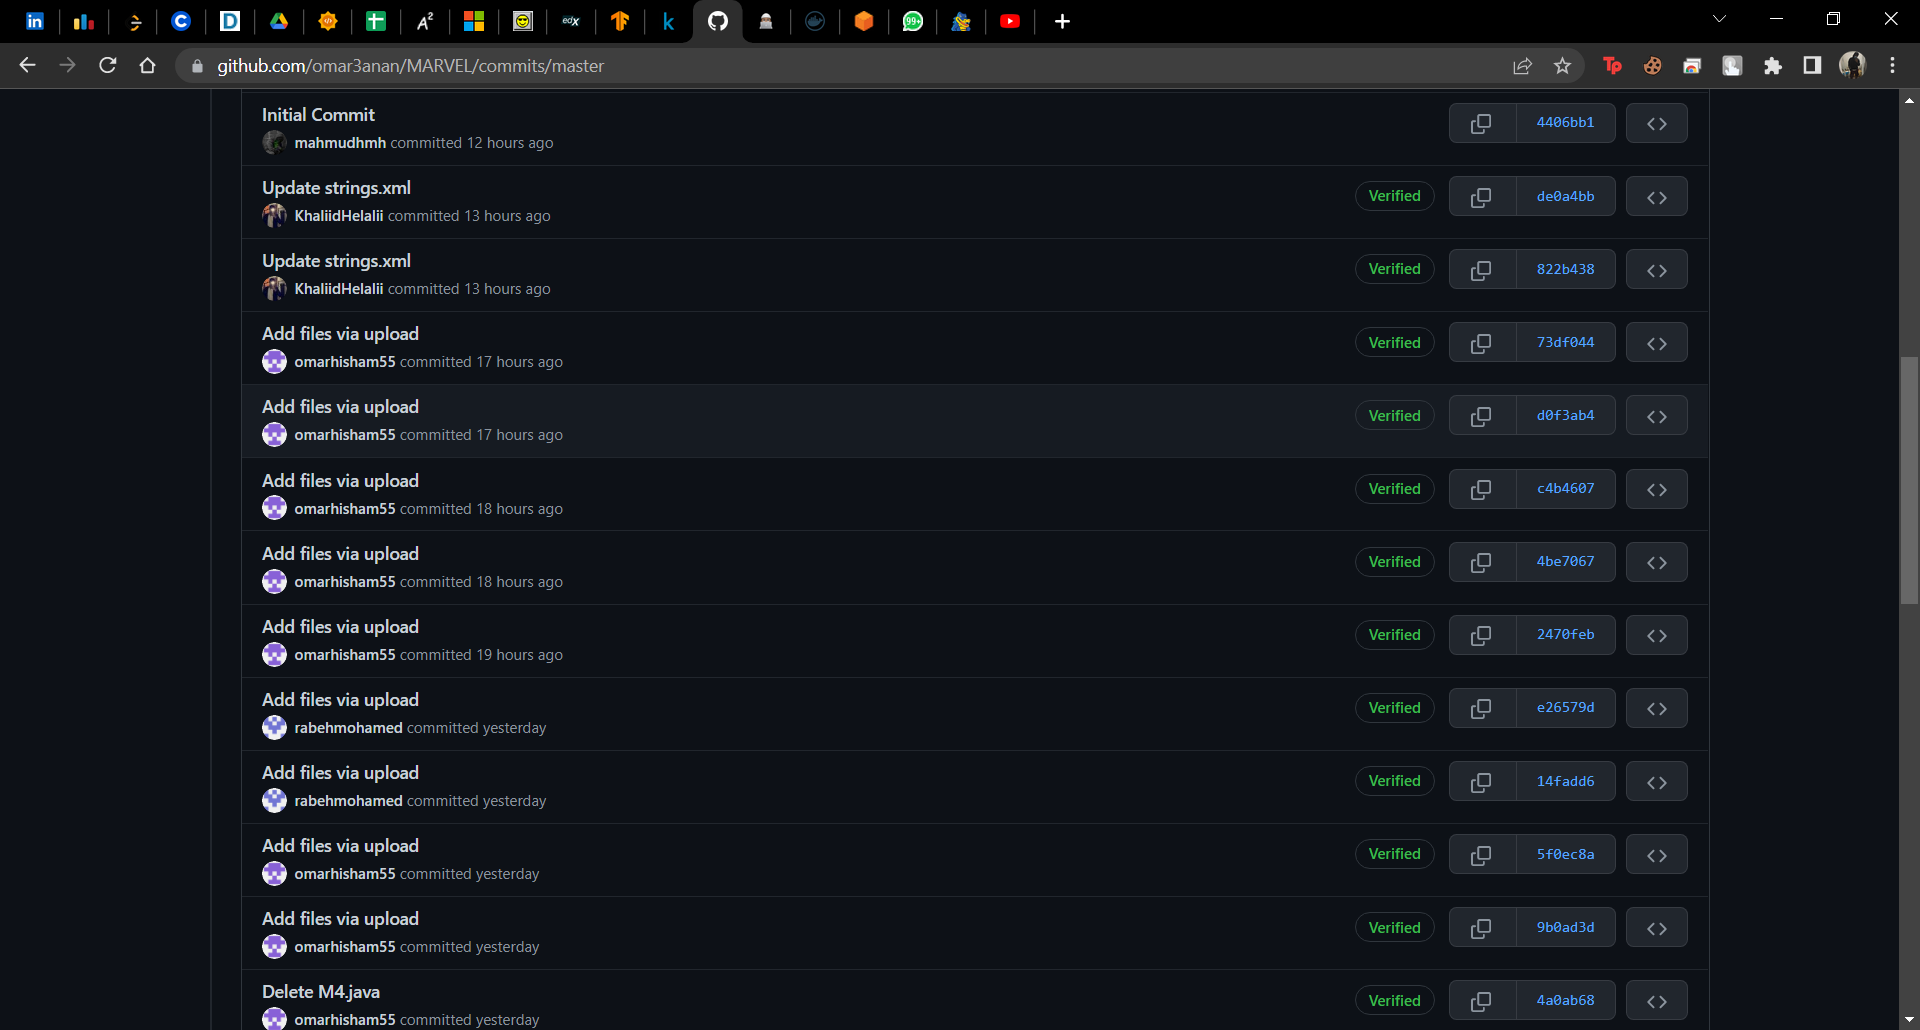 in
C
D
A²
edx
k
99+
github.com/omar3anan/MARVEL/commits/master
Tp
Initial Commit
4406bb1
mahmudhmh committed 12 hours ago
Update strings.xml
Verified
de0a4bb
KhaliidHelalii committed 13 hours ago
Update strings.xml
Verified
822b438
KhaliidHelalii committed 13 hours ago
Add files via upload
Verified
73df044
omarhisham55 committed 17 hours ago
Add files via upload
Verified
d0f3ab4
omarhisham55 committed 17 hours ago
Add files via upload
Verified
c4b4607
omarhisham55 committed 18 hours ago
Add files via upload
Verified
4be7067
omarhisham55 committed 18 hours ago
Add files via upload
Verified
2470feb
omarhisham55 committed 19 hours ago
Add files via upload
Verified
e26579d
rabehmohamed committed yesterday
Add files via upload
Verified
14fadd6
rabehmohamed committed yesterday
Add files via upload
Verified
5f0ec8a
omarhisham55 committed yesterday
Add files via upload
Verified
9b0ad3d
omarhisham55 committed yesterday
Delete M4.java
Verified
4a0ab68
omarhisham55 committed yesterday